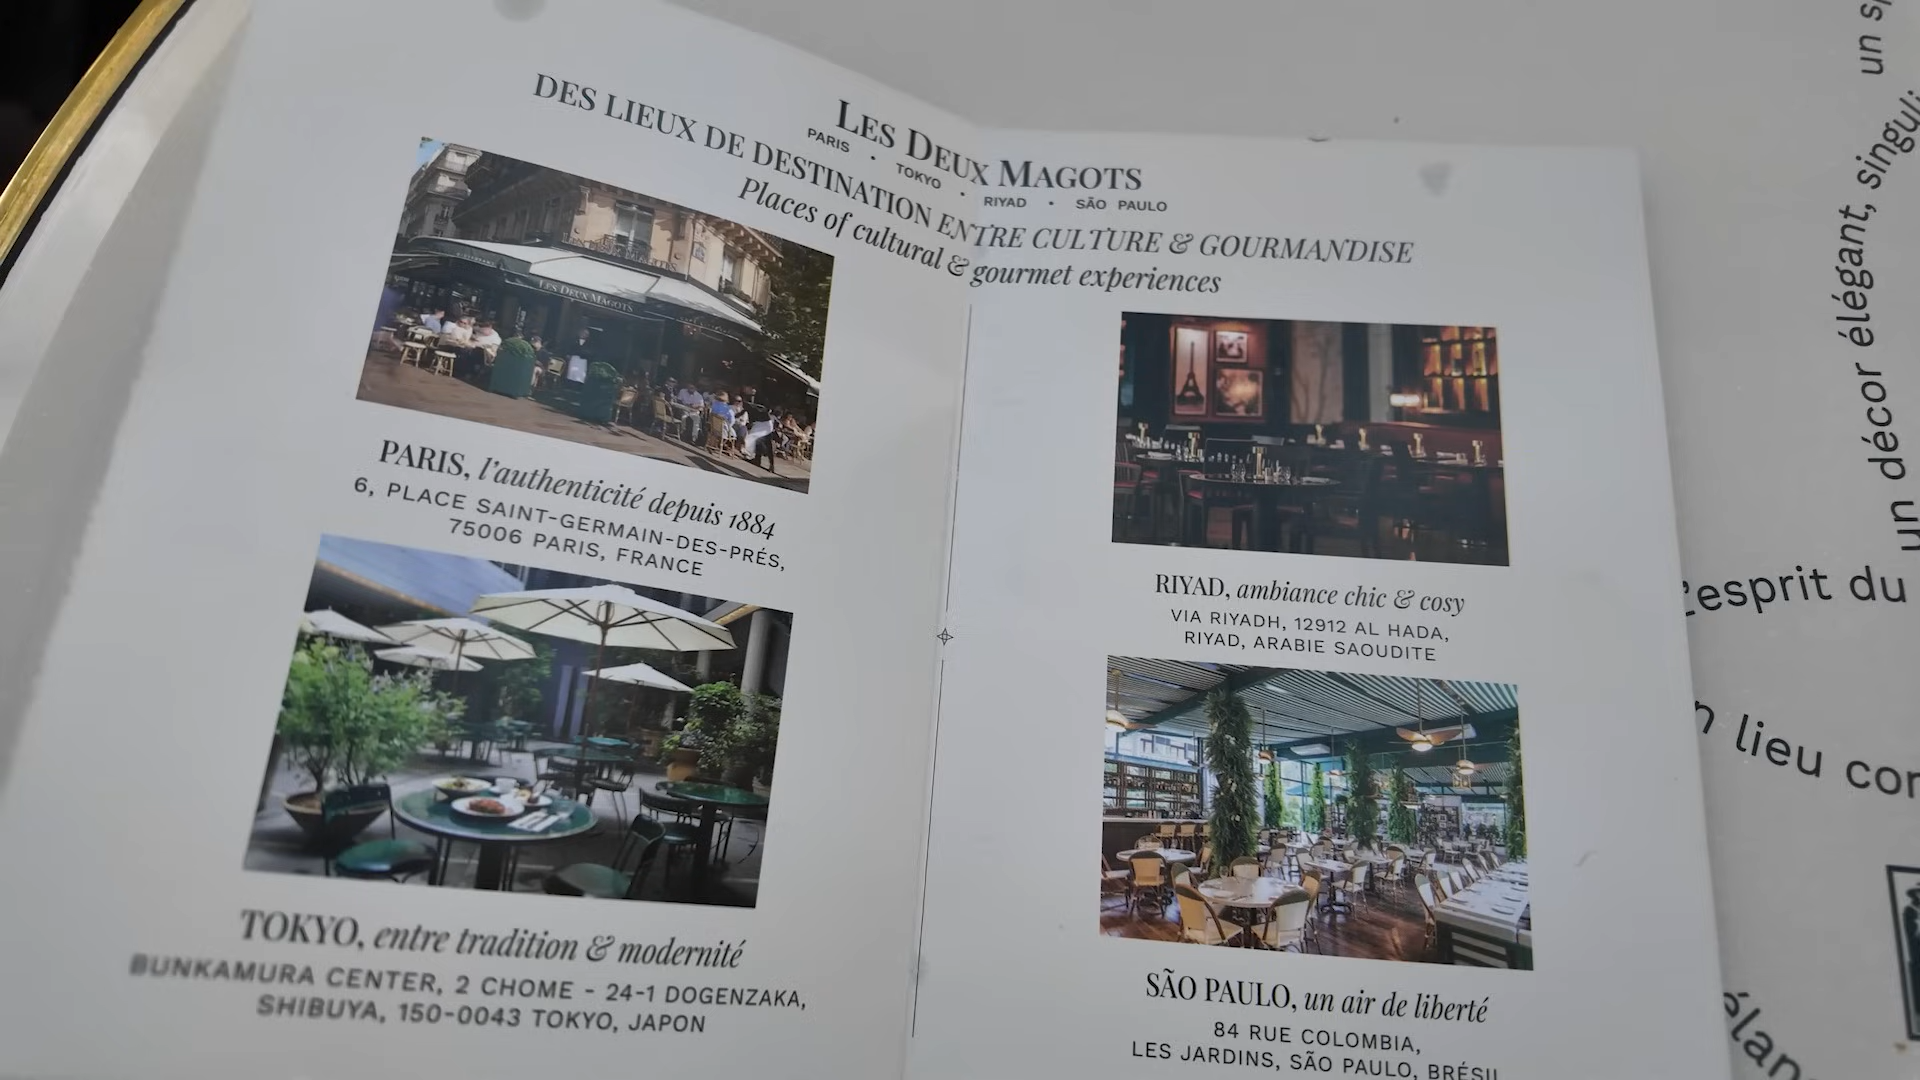 LES DEUX MAGOTS
PARIS • TOKYO • RIYAD • SÃO PAULO
DES LIEUX DE DESTINATION ENTRE CULTURE & GOURMANDISE
Places of cultural & gourmet experiences
LES DEUX MAGOTS
PARIS, l'authenticité depuis 1884
6, PLACE SAINT-GERMAIN-DES-PRÉS,
75006 PARIS, FRANCE
TOKYO, entre tradition & modernité
BUNKAMURA CENTER, 2 CHOME - 24-1 DOGENZAKA,
SHIBUYA, 150-0043 TOKYO, JAPON
RIYAD, ambiance chic & cosy
VIA RIYADH, 12912 AL HADA,
RIYAD, ARABIE SAOUDITE
SÃO PAULO, un air de liberté
84 RUE COLOMBIA,
LES JARDINS, SÃO PAULO, BRÉSIL
un
un décor élégant,
L'esprit du
lieu